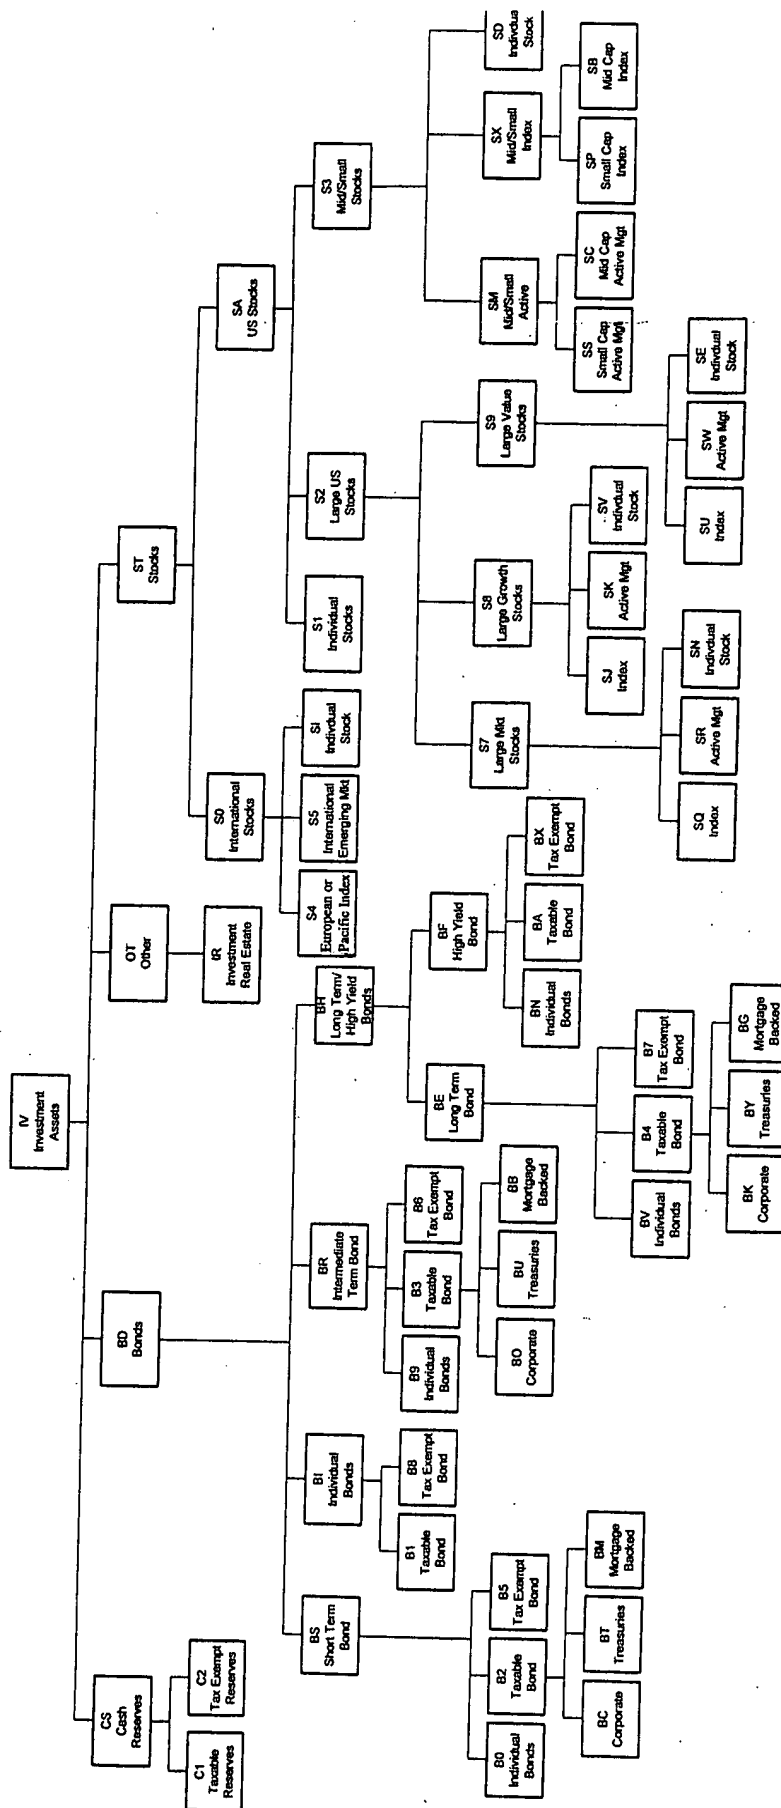 IV
Investment
Assets
CS
Cash
Reserves
BD
Bonds
OT
Other
ST
Stocks
C1
Taxable
Reserves
C2
Tax Exempt
Reserves
IR
Investment
Real Estate
S0
International
Stocks
SA
US Stocks
BS
Short Term
Bond
BI
Individual
Bonds
BR
Intermediate
Term Bond
BH
Long Term/
High Yield
Bonds
S4
European or
Pacific Index
S5
International
Emerging Mkt
SI
Indivdual
Stock
S1
Individual
Stocks
S2
Large US
Stocks
S3
Mid/Small
Stocks
B1
Taxable
Bond
B8
Tax Exempt
Bond
B9
Individual
Bonds
B3
Taxable
Bond
B6
Tax Exempt
Bond
BE
Long Term
Bond
BF
High Yield
Bond
S7
Large Mkt
Stocks
S8
Large Growth
Stocks
S9
Large Value
Stocks
SM
Mid/Small
Active
SX
Mid/Small
Index
SD
Indivdual
Stock
B0
Individual
Bonds
B2
Taxable
Bond
B5
Tax Exempt
Bond
BO
Corporate
BU
Treasuries
BB
Mortgage
Backed
BN
Individual
Bonds
BA
Taxable
Bond
BX
Tax Exempt
Bond
SJ
Index
SK
Active Mgt
SV
Indivdual
Stock
SS
Small Cap
Active Mgt
SC
Mid Cap
Active Mgt
SP
Small Cap
Index
SB
Mid Cap
Index
BC
Corporate
BT
Treasuries
BM
Mortgage
Backed
BV
Individual
Bonds
B4
Taxable
Bond
B7
Tax Exempt
Bond
SQ
Index
SR
Active Mgt
SN
Indivdual
Stock
SU
Index
SW
Active Mgt
SE
Indivdual
Stock
BK
Corporate
BY
Treasuries
BG
Mortgage
Backed